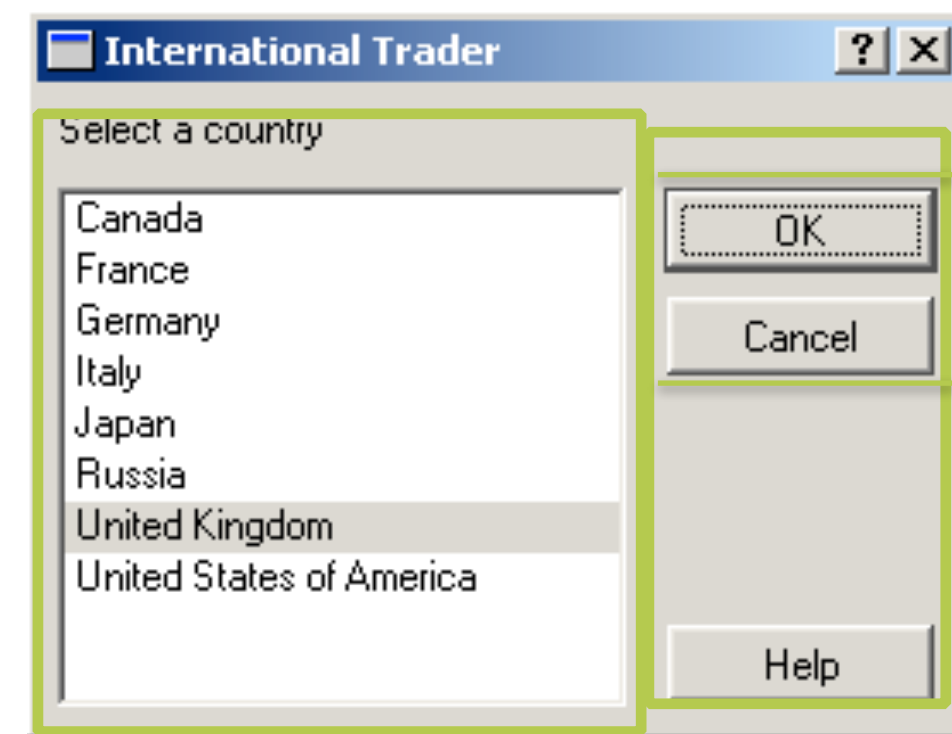 International Trader
Select a country
Canada
France
Germany
Italy
Japan
Russia
United Kingdom
United States of America
OK
Cancel
Help